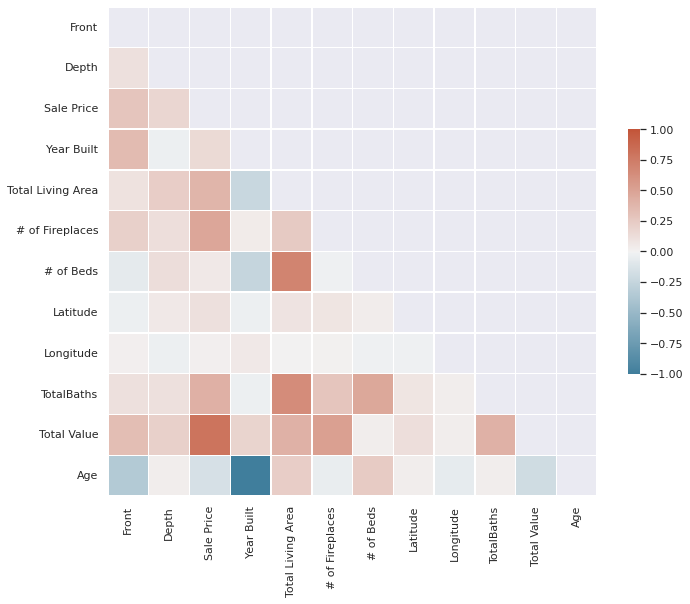 Front
Depth
Sale Price
Year Built
Total Living Area
# of Fireplaces
# of Beds
Latitude
Longitude
TotalBaths
Total Value
Age
Front
Depth
Sale Price
Year Built
Total Living Area
# of Fireplaces
# of Beds
Latitude
Longitude
TotalBaths
Total Value
Age
1.00
0.75
0.50
0.25
0.00
−0.25
−0.50
−0.75
−1.00